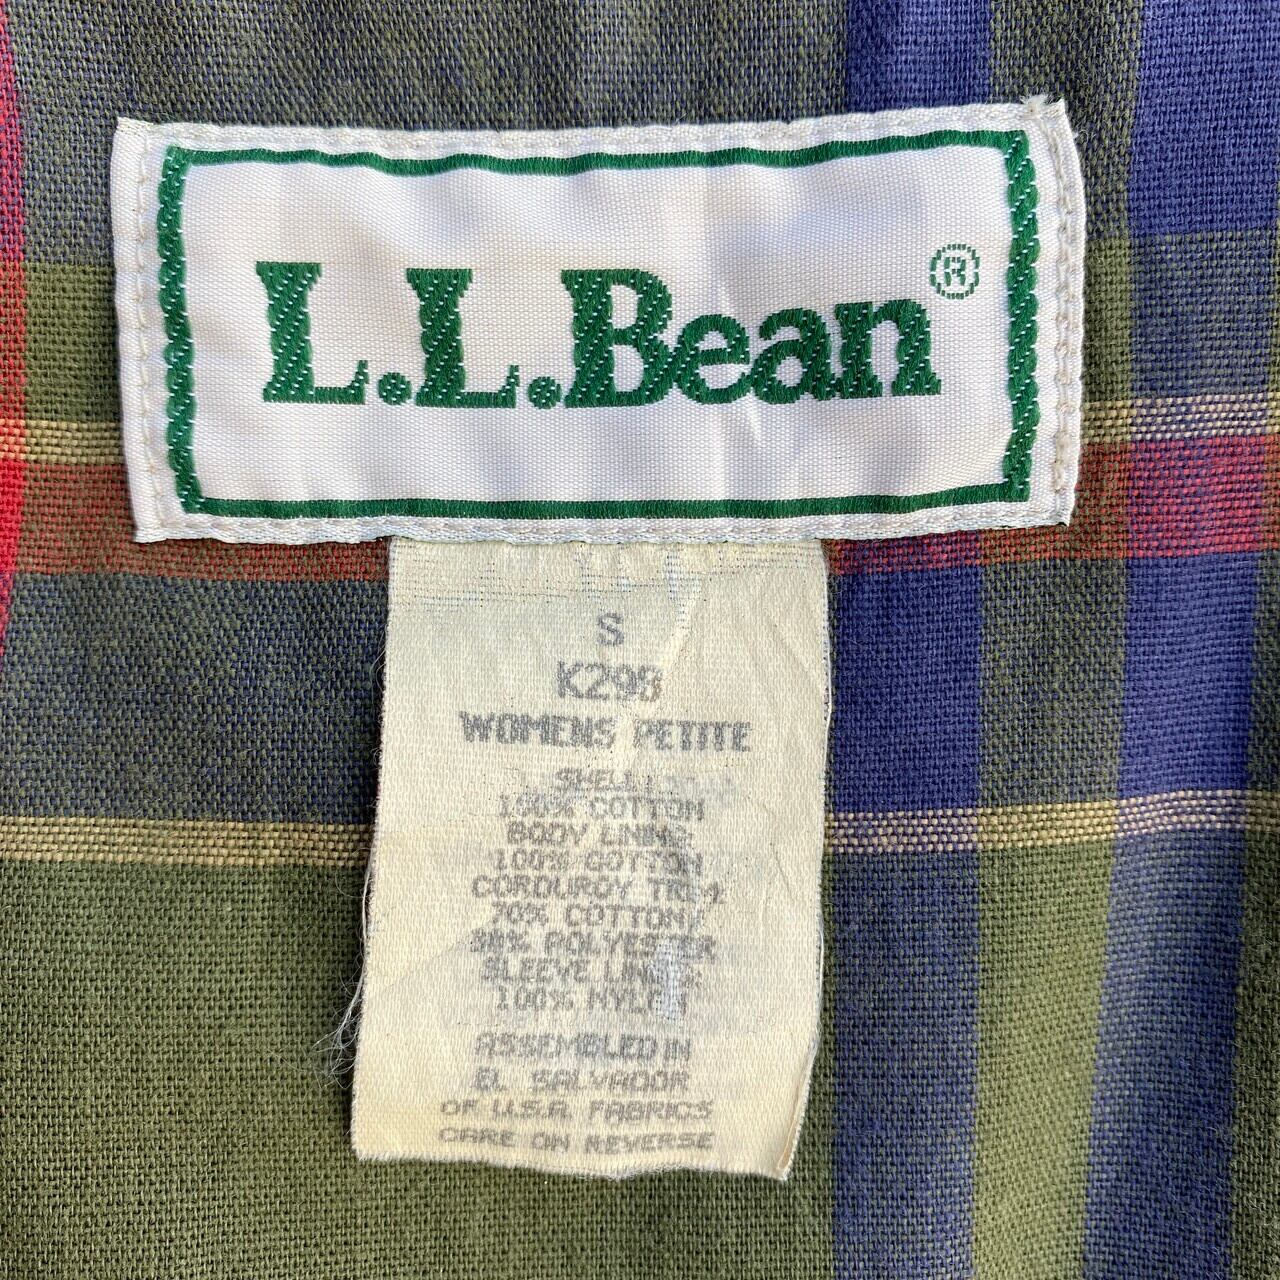 L.L.Bean®
S
K298
WOMENS PETITE
SHELL
100% COTTON
BODY LINING
100% COTTON
CORDUROY TRIM
70% COTTON
30% POLYESTER
SLEEVE LINING
100% NYLON
ASSEMBLED IN
EL SALVADOR
OF U.S.A. FABRICS
CARE ON REVERSE